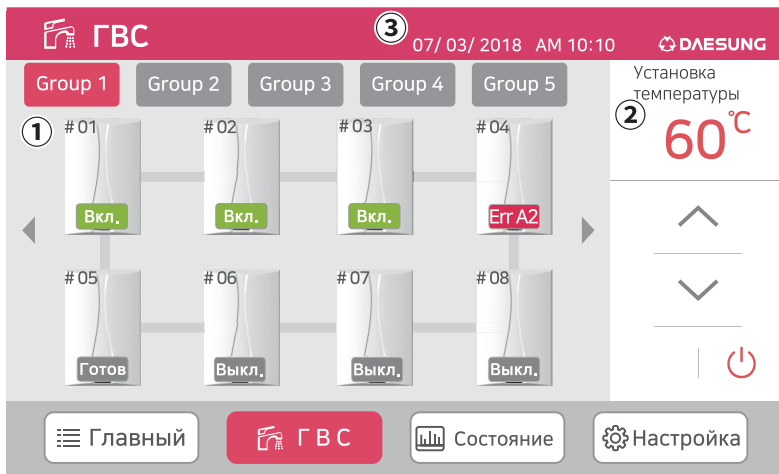 ГВС
③
07/ 03/ 2018 AM 10:10
DAESUNG
Group 1 Group 2 Group 3 Group 4 Group 5
Установка
температуры
① ②
60℃
# 01 # 02 # 03 # 04
Вкл. Вкл. Вкл. Err A2
# 05 # 06 # 07 # 08
Готов Выкл. Выкл. Выкл.
Главный Г В С Состояние Настройка